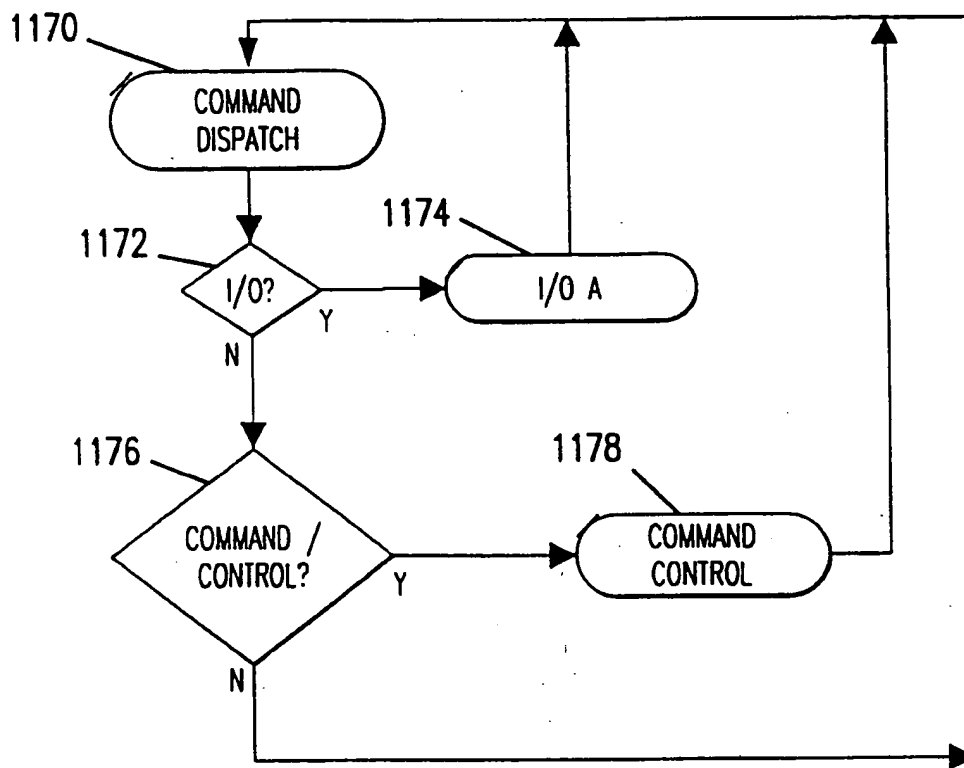 1170
COMMAND
DISPATCH
1174
1172
I/O?
Y
I/O A
N
1176
1178
COMMAND /
CONTROL?
Y
COMMAND
CONTROL
N